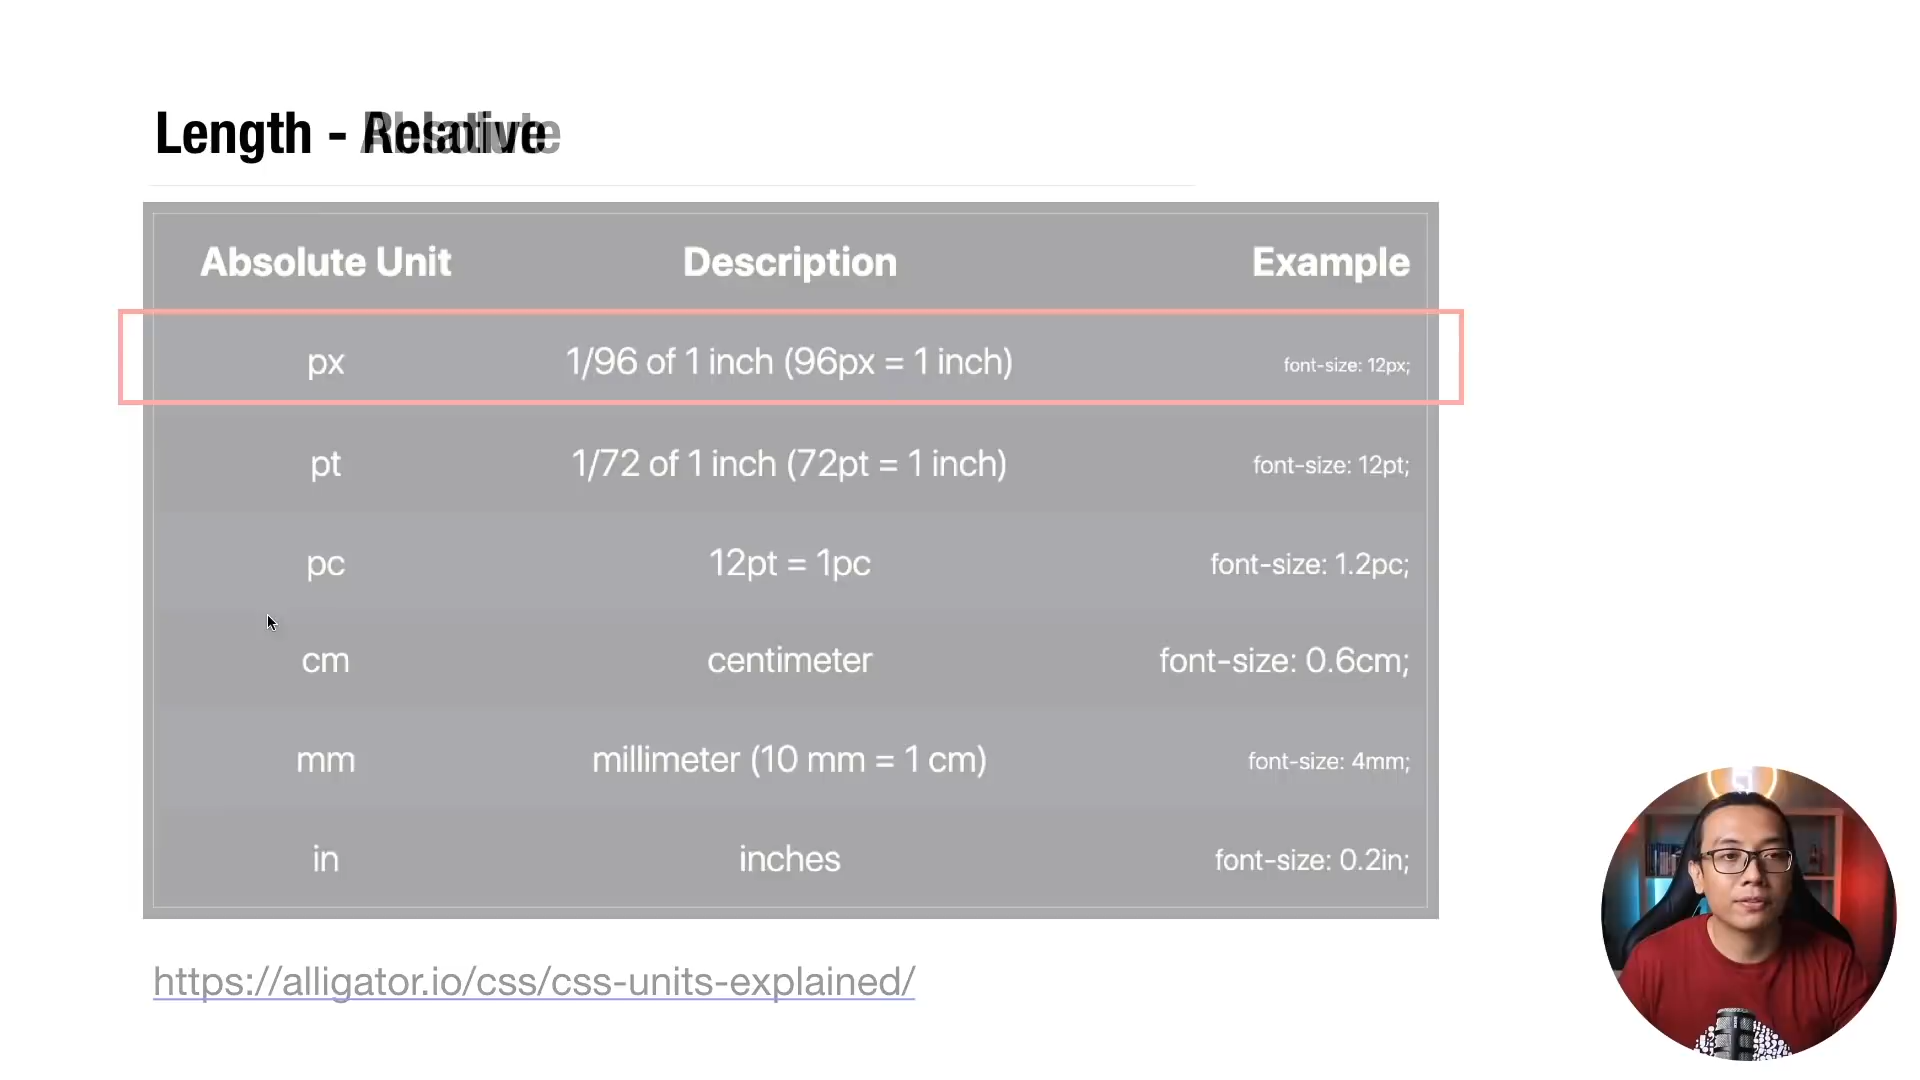 Length - Relative
Absolute Unit Description Example
px 1/96 of 1 inch (96px = 1 inch) font-size: 12px;
pt 1/72 of 1 inch (72pt = 1 inch) font-size: 12pt;
pc 12pt = 1pc font-size: 1.2pc;
cm centimeter font-size: 0.6cm;
mm millimeter (10 mm = 1 cm) font-size: 4mm;
in inches font-size: 0.2in;
https://alligator.io/css/css-units-explained/